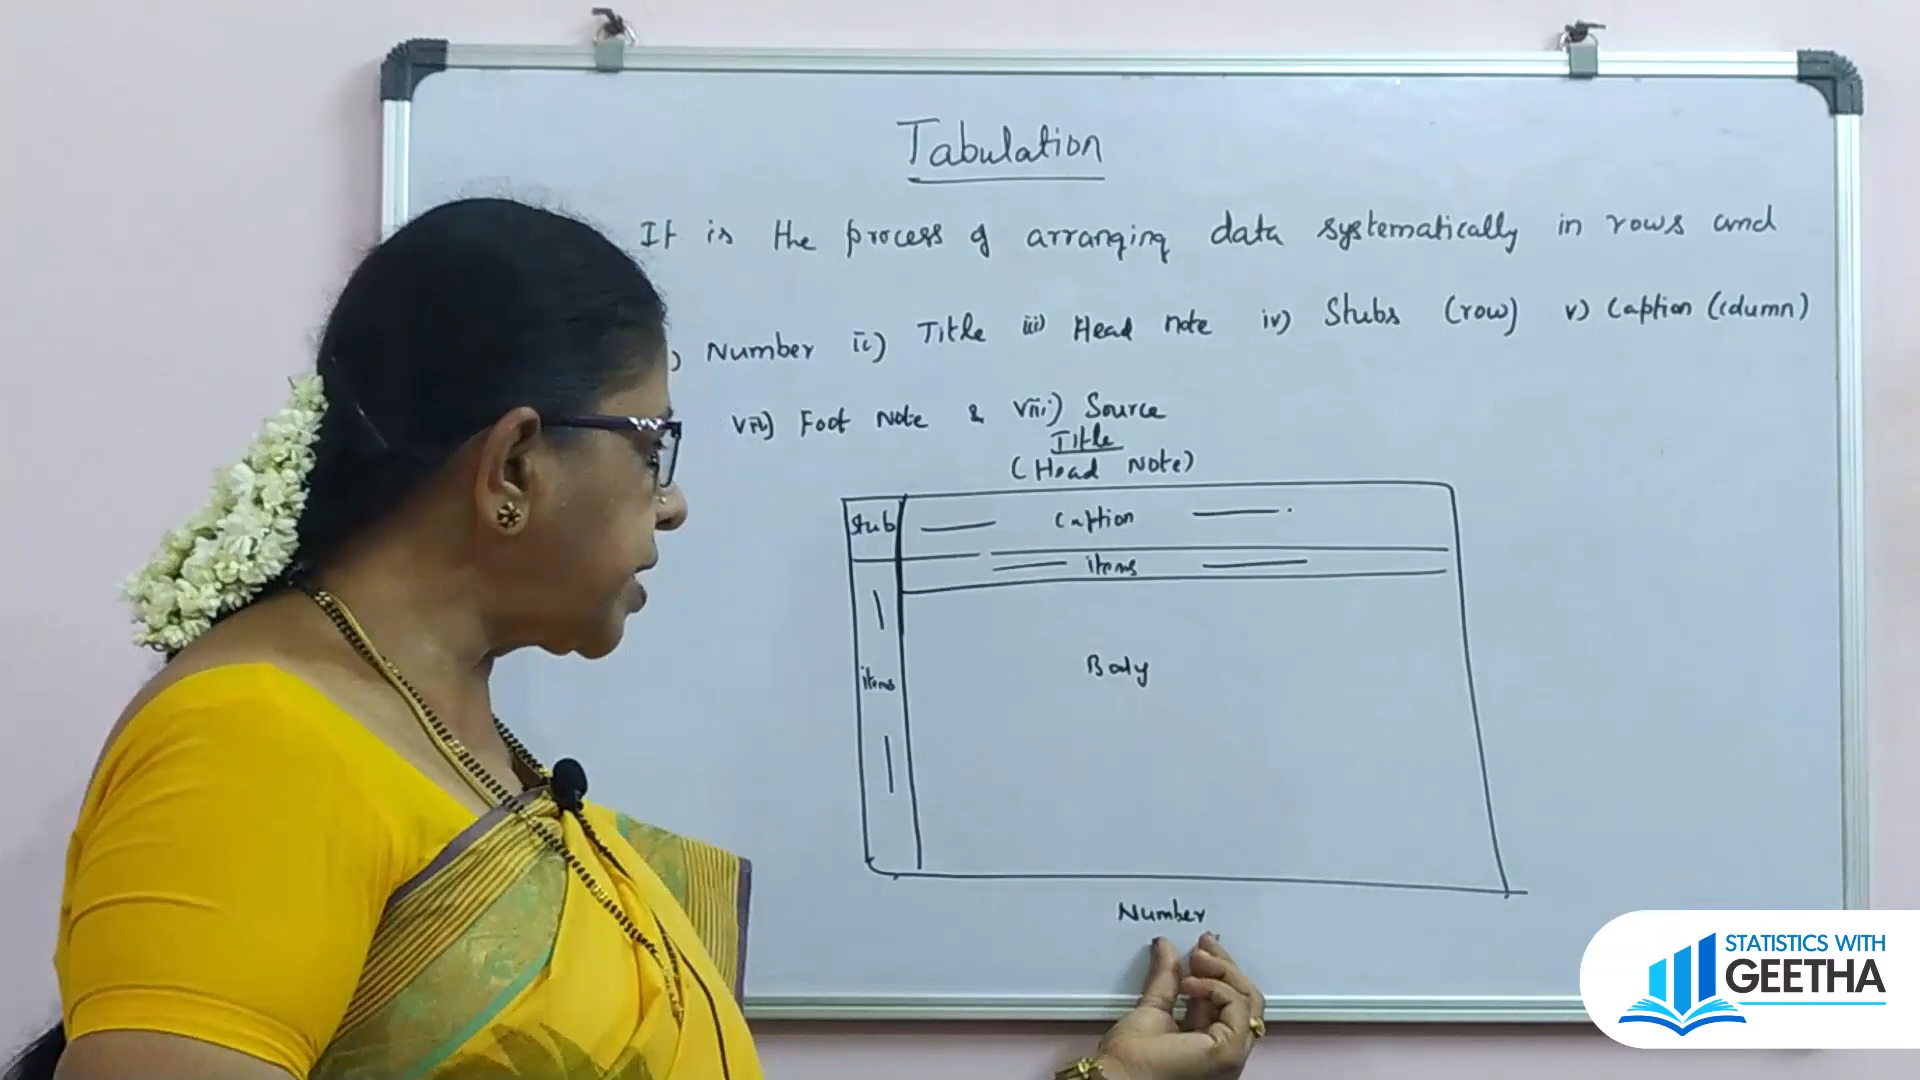 Tabulation
It is the process of arranging data systematically in rows and
) Number ii) Title iii) Head note iv) Stubs (row) v) Caption (column)
vii) Foot Note & viii) Source
Title
(Head Note)
Stub Caption
items
items
Body
Number
STATISTICS WITH
GEETHA